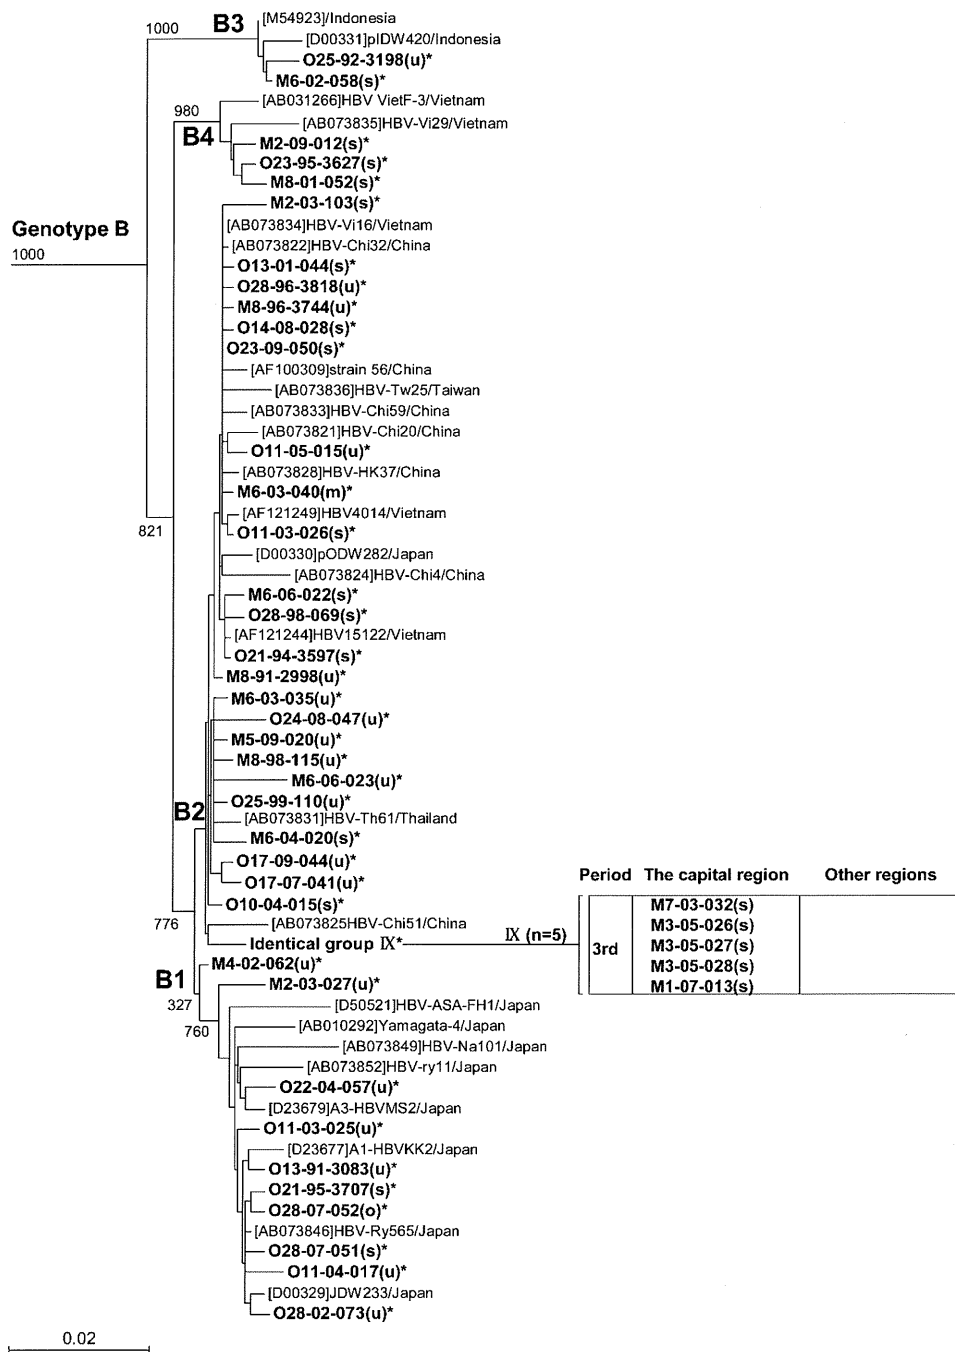 [M54923]/Indonesia
B3
1000
[D00331]pIDW420/Indonesia
O25-92-3198(u)*
M6-02-058(s)*
[AB031266]HBV VietF-3/Vietnam
980
[AB073835]HBV-Vi29/Vietnam
B4
M2-09-012(s)*
O23-95-3627(s)*
M8-01-052(s)*
M2-03-103(s)*
Genotype B
[AB073834]HBV-Vi16/Vietnam
[AB073822]HBV-Chi32/China
1000
O13-01-044(s)*
O28-96-3818(u)*
M8-96-3744(u)*
O14-08-028(s)*
O23-09-050(s)*
[AF100309]strain 56/China
[AB073836]HBV-Tw25/Taiwan
[AB073833]HBV-Chi59/China
[AB073821]HBV-Chi20/China
O11-05-015(u)*
[AB073828]HBV-HK37/China
M6-03-040(m)*
[AF121249]HBV4014/Vietnam
821
O11-03-026(s)*
[D00330]pODW282/Japan
[AB073824]HBV-Chi4/China
M6-06-022(s)*
O28-98-069(s)*
[AF121244]HBV15122/Vietnam
O21-94-3597(s)*
M8-91-2998(u)*
M6-03-035(u)*
O24-08-047(u)*
M5-09-020(u)*
M8-98-115(u)*
M6-06-023(u)*
O25-99-110(u)*
B2
[AB073831]HBV-Th61/Thailand
M6-04-020(s)*
O17-09-044(u)*
O17-07-041(u)*
O10-04-015(s)*
776
[AB073825HBV-Chi51/China
Identical group Ⅸ*
Ⅸ (n=5)
Period The capital region Other regions
3rd
M7-03-032(s)
M3-05-026(s)
M3-05-027(s)
M3-05-028(s)
M1-07-013(s)
M4-02-062(u)*
B1
M2-03-027(u)*
327
[D50521]HBV-ASA-FH1/Japan
760
[AB010292]Yamagata-4/Japan
[AB073849]HBV-Na101/Japan
[AB073852]HBV-ry11/Japan
O22-04-057(u)*
[D23679]A3-HBVMS2/Japan
O11-03-025(u)*
[D23677]A1-HBVKK2/Japan
O13-91-3083(u)*
O21-95-3707(s)*
O28-07-052(o)*
[AB073846]HBV-Ry565/Japan
O28-07-051(s)*
O11-04-017(u)*
[D00329]JDW233/Japan
O28-02-073(u)*
0.02